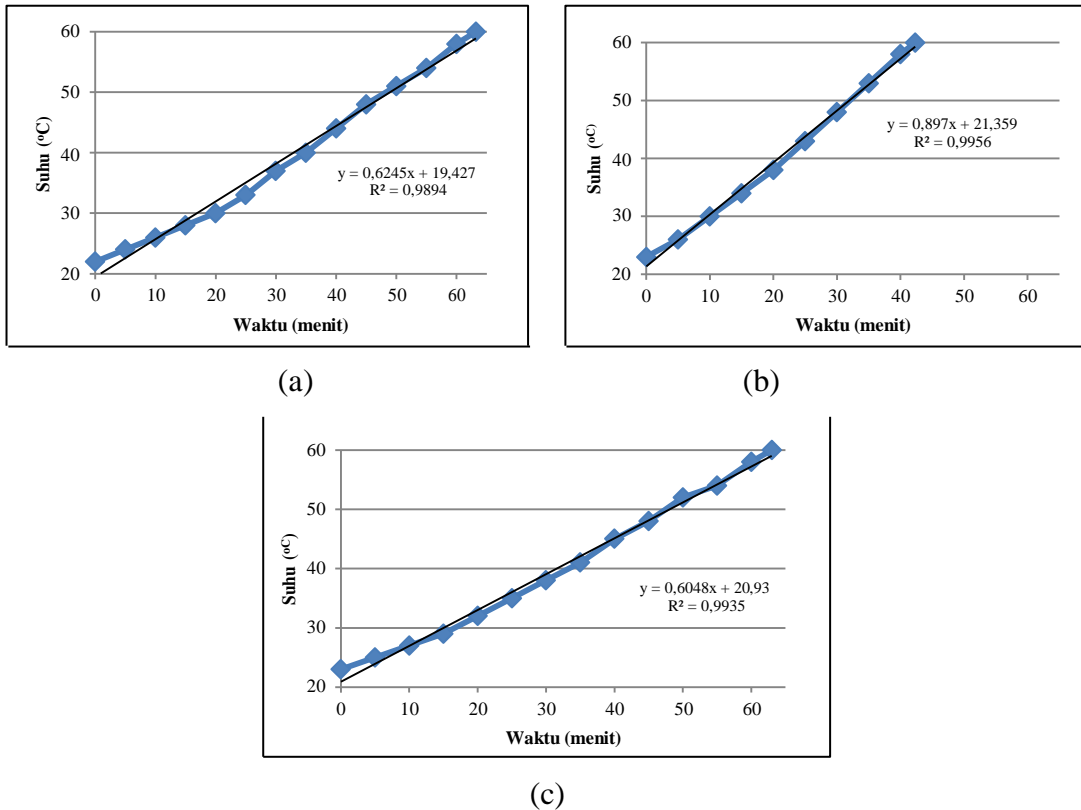 60
50
40
30
20
Suhu (°C)
y = 0,6245x + 19,427
R² = 0,9894
0 10 20 30 40 50 60
Waktu (menit)
(a)
60
50
40
30
20
Suhu (°C)
y = 0,897x + 21,359
R² = 0,9956
0 10 20 30 40 50 60
Waktu (menit)
(b)
60
50
40
30
20
Suhu (°C)
y = 0,6048x + 20,93
R² = 0,9935
0 10 20 30 40 50 60
Waktu (menit)
(c)